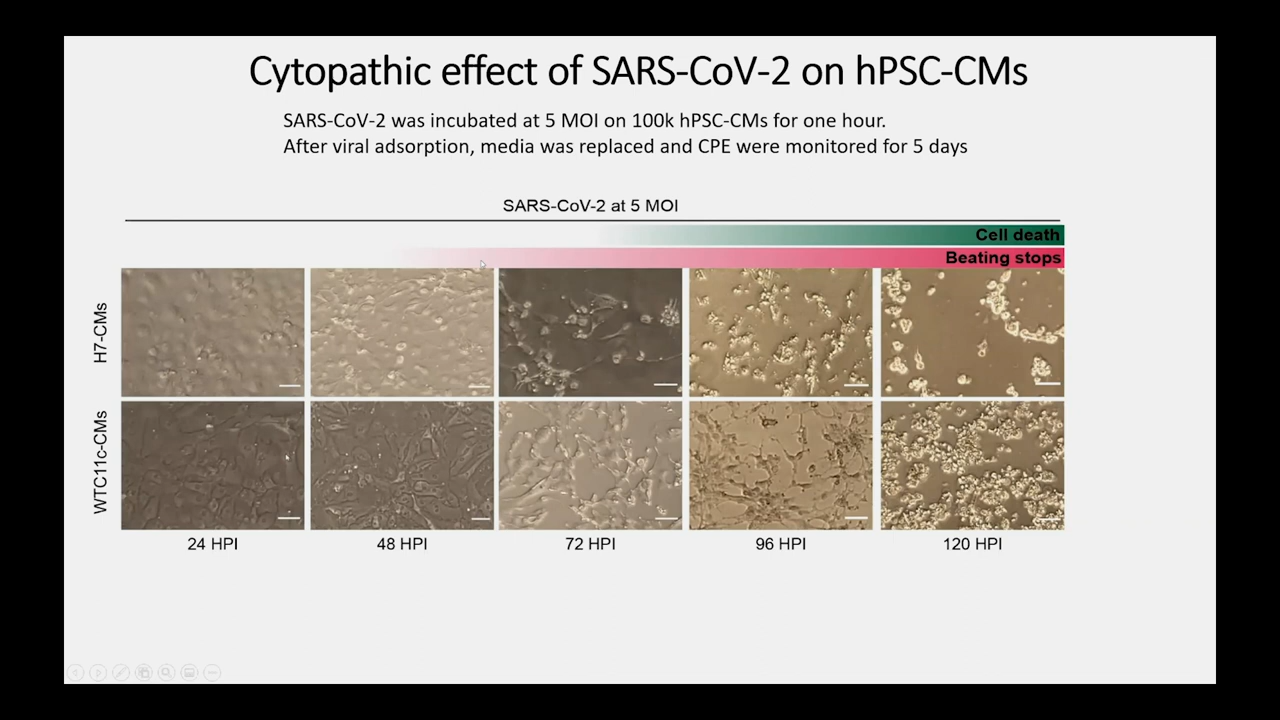 Cytopathic effect of SARS-CoV-2 on hPSC-CMs
SARS-CoV-2 was incubated at 5 MOI on 100k hPSC-CMs for one hour.
After viral adsorption, media was replaced and CPE were monitored for 5 days
SARS-CoV-2 at 5 MOI
Cell death
Beating stops
H7-CMs
WTC11c-CMs
24 HPI
48 HPI
72 HPI
96 HPI
120 HPI